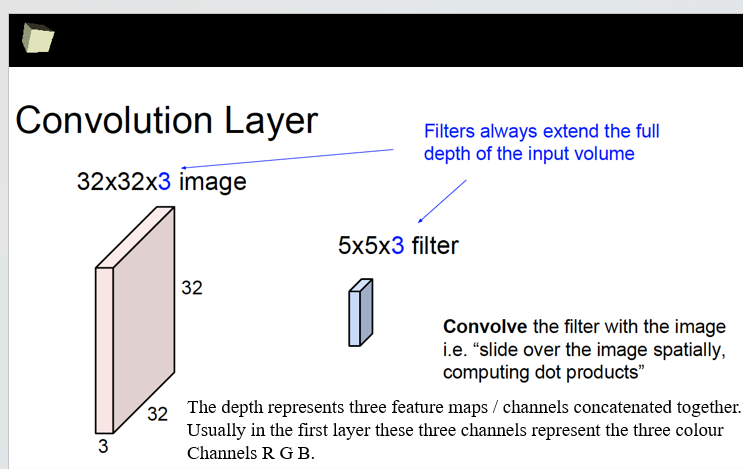 Convolution Layer
Filters always extend the full
depth of the input volume
32x32x3 image
5x5x3 filter
32
Convolve the filter with the image
i.e. “slide over the image spatially,
computing dot products”
32
3
The depth represents three feature maps / channels concatenated together.
Usually in the first layer these three channels represent the three colour
Channels R G B.